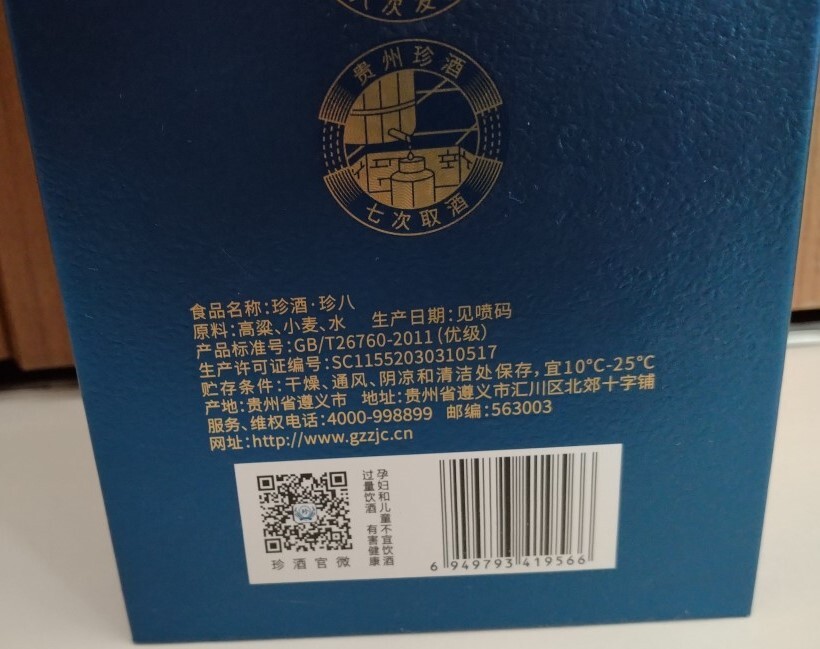 贵州珍酒
七次取酒
食品名称:珍酒·珍八
原料:高粱、小麦、水 生产日期:见喷码
产品标准号:GB/T26760-2011(优级)
生产许可证编号:SC11552030310517
贮存条件:干燥、通风、阴凉和清洁处保存,宜10°C-25°C
产地:贵州省遵义市 地址:贵州省遵义市汇川区北郊十字铺
服务、维权电话:4000-998899 邮编:563003
网址:http://www.gzzjc.cn
孕妇和儿童不宜饮酒
过量饮酒 有害健康
珍酒官微
6 949793 419566